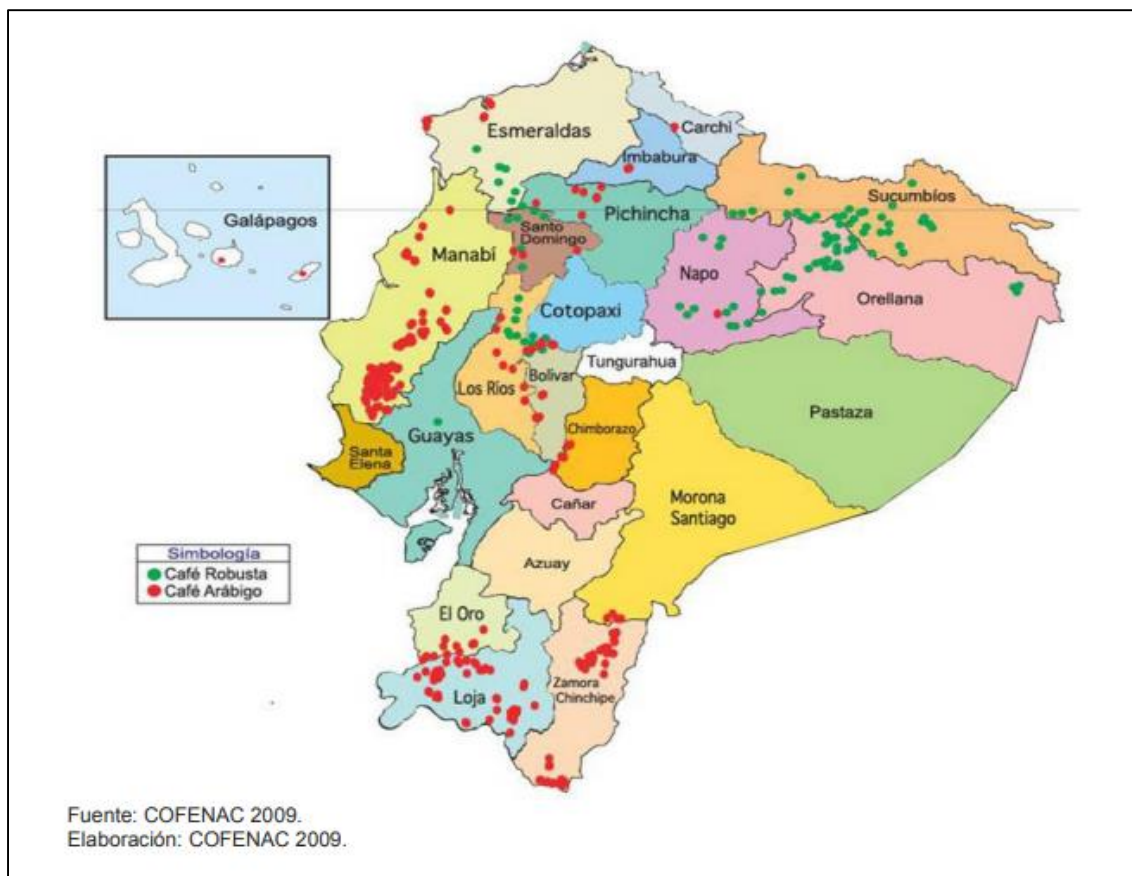 Esmeraldas
Carchi
Imbabura
Sucumbíos
Galápagos
Pichincha
Santo
Domingo
Manabí
Napo
Orellana
Cotopaxi
Tungurahua
Los Ríos
Bolívar
Pastaza
Guayas
Chimborazo
Santa
Elena
Cañar
Morona
Santiago
Simbología
Café Robusta
Café Arábigo
Azuay
El Oro
Loja
Zamora
Chinchipe
Fuente: COFENAC 2009.
Elaboración: COFENAC 2009.